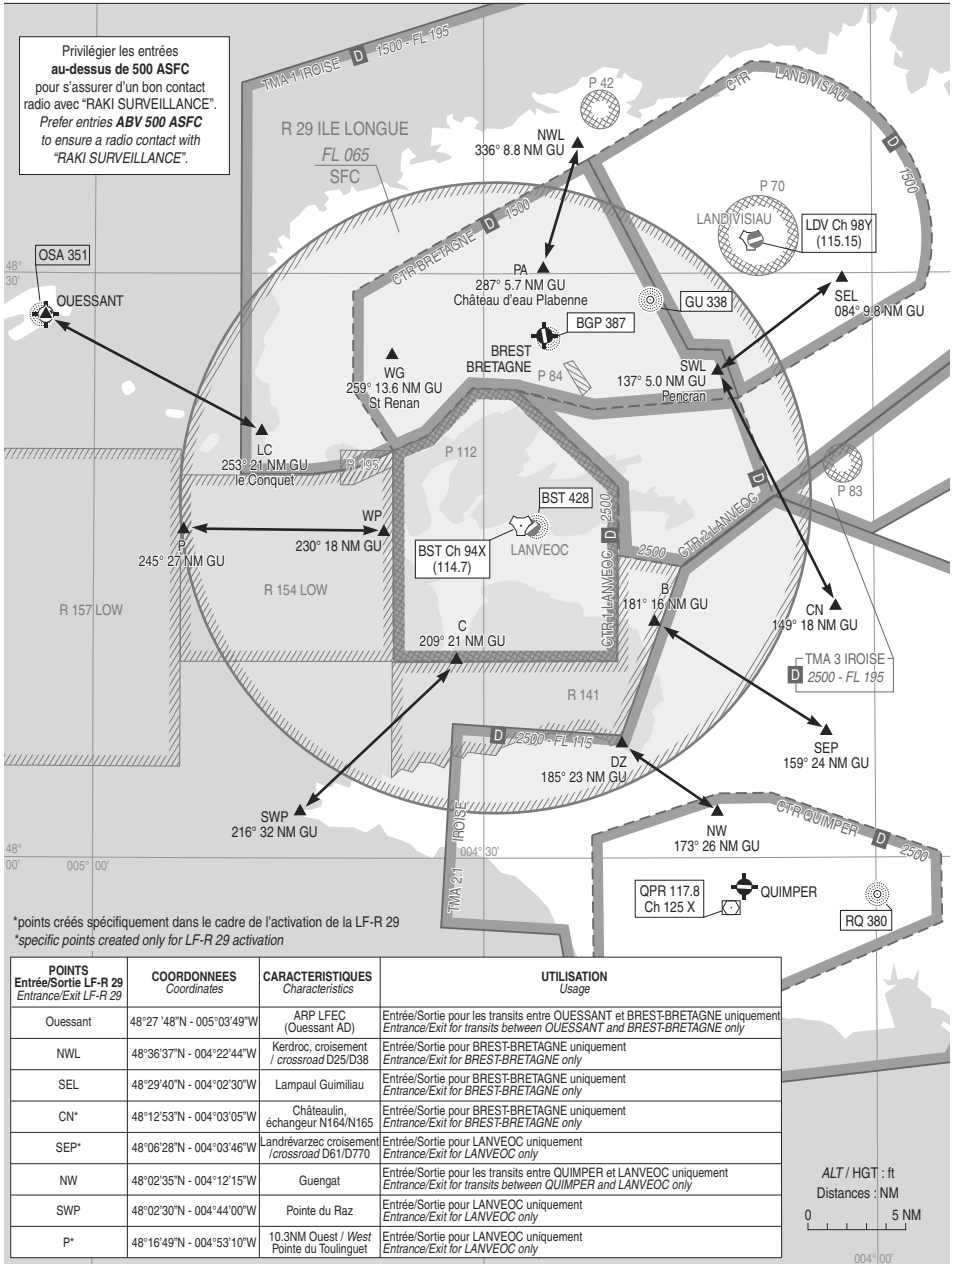 Privilégier les entrées
au-dessus de 500 ASFC
pour s'assurer d'un bon contact
radio avec "RAKI SURVEILLANCE".
Prefer entries ABV 500 ASFC
to ensure a radio contact with
"RAKI SURVEILLANCE".
TMA 1 IROISE D 1500 - FL 195
R 29 ILE LONGUE
FL 065
SFC
P 42
NWL
336° 8.8 NM GU
CTR LANDIVISIAU
D 1500
P 70
LANDIVISIAU
LDV Ch 98Y
(115.15)
OSA 351
48°
30'
OUESSANT
CTR BRETAGNE D 1500
PA
287° 5.7 NM GU
Château d'eau Plabenne
GU 338
SEL
084° 9.8 NM GU
BGP 387
BREST
BRETAGNE
WG
259° 13.6 NM GU
St Renan
P 84
SWL
137° 5.0 NM GU
Pencran
LC
253° 21 NM GU
le Conquet
R 195
P 112
D
P 83
WP
230° 18 NM GU
P
245° 27 NM GU
BST 428
BST Ch 94X
(114.7)
LANVEOC
CTR 1 LANVEOC D 2500
2500
CTR 2 LANVEOC
R 157 LOW
R 154 LOW
B
181° 16 NM GU
CN
149° 18 NM GU
C
209° 21 NM GU
TMA 3 IROISE
D 2500 - FL 195
R 141
D 2500 - FL 115
DZ
185° 23 NM GU
SEP
159° 24 NM GU
SWP
216° 32 NM GU
TMA 2.1 IROISE
NW
173° 26 NM GU
CTR QUIMPER D 2500
48°
00'
005° 00'
004° 30'
QPR 117.8
Ch 125 X
QUIMPER
RQ 380
*points créés spécifiquement dans le cadre de l'activation de la LF-R 29
*specific points created only for LF-R 29 activation
POINTS
Entrée/Sortie LF-R 29
Entrance/Exit LF-R 29
COORDONNEES
Coordinates
CARACTERISTIQUES
Characteristics
UTILISATION
Usage
Ouessant
48°27 '48"N - 005°03'49"W
ARP LFEC
(Ouessant AD)
Entrée/Sortie pour les transits entre OUESSANT et BREST-BRETAGNE uniquement
Entrance/Exit for transits between OUESSANT and BREST-BRETAGNE only
NWL
48°36'37"N - 004°22'44"W
Kerdroc, croisement
/ crossroad D25/D38
Entrée/Sortie pour BREST-BRETAGNE uniquement
Entrance/Exit for BREST-BRETAGNE only
SEL
48°29'40"N - 004°02'30"W
Lampaul Guimiliau
Entrée/Sortie pour BREST-BRETAGNE uniquement
Entrance/Exit for BREST-BRETAGNE only
CN*
48°12'53"N - 004°03'05"W
Châteaulin,
échangeur N164/N165
Entrée/Sortie pour BREST-BRETAGNE uniquement
Entrance/Exit for BREST-BRETAGNE only
SEP*
48°06'28"N - 004°03'46"W
Landrévarzec croisement
/crossroad D61/D770
Entrée/Sortie pour LANVEOC uniquement
Entrance/Exit for LANVEOC only
NW
48°02'35"N - 004°12'15"W
Guengat
Entrée/Sortie pour les transits entre QUIMPER et LANVEOC uniquement
Entrance/Exit for transits between QUIMPER and LANVEOC only
SWP
48°02'30"N - 004°44'00"W
Pointe du Raz
Entrée/Sortie pour LANVEOC uniquement
Entrance/Exit for LANVEOC only
P*
48°16'49"N - 004°53'10"W
10.3NM Ouest / West
Pointe du Toulinguet
Entrée/Sortie pour LANVEOC uniquement
Entrance/Exit for LANVEOC only
ALT / HGT : ft
Distances : NM
0 5 NM
004° 00'